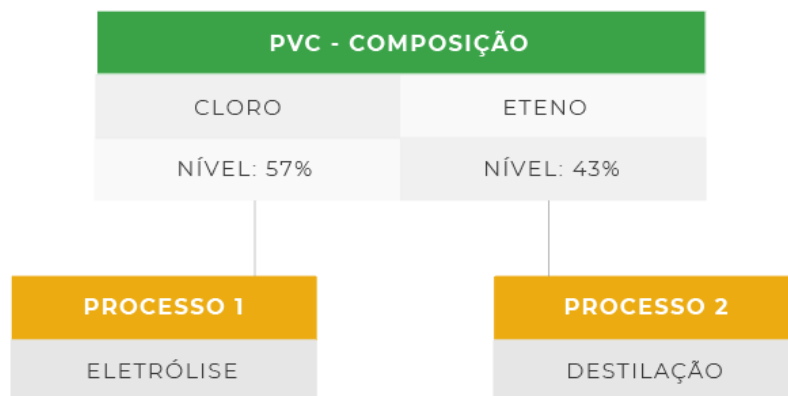 PVC - COMPOSIÇÃO
CLORO ETENO
NÍVEL: 57% NÍVEL: 43%
PROCESSO 1 PROCESSO 2
ELETRÓLISE DESTILAÇÃO